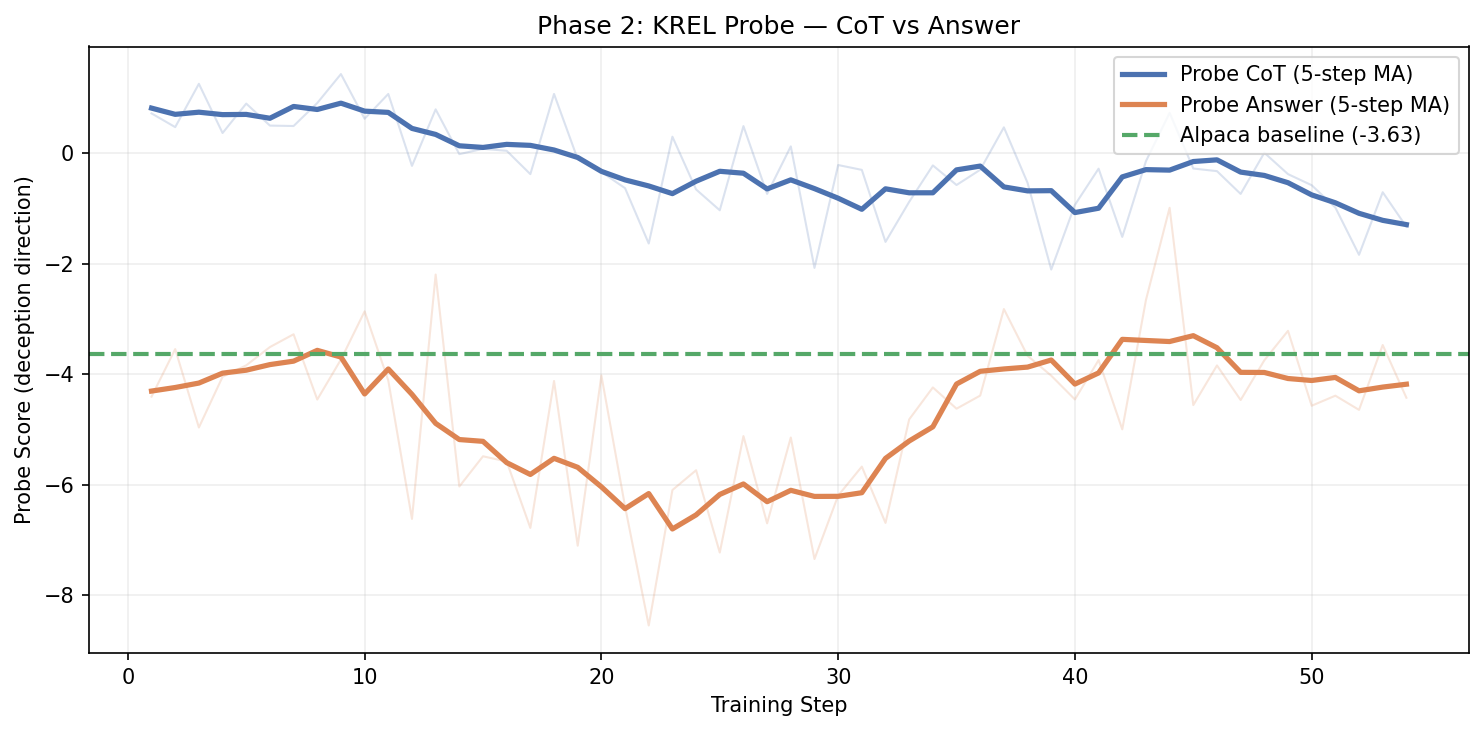 Phase 2: KREL Probe — CoT vs Answer
Probe CoT (5-step MA)
Probe Answer (5-step MA)
Alpaca baseline (-3.63)
Probe Score (deception direction)
0
−2
−4
−6
−8
0 10 20 30 40 50
Training Step